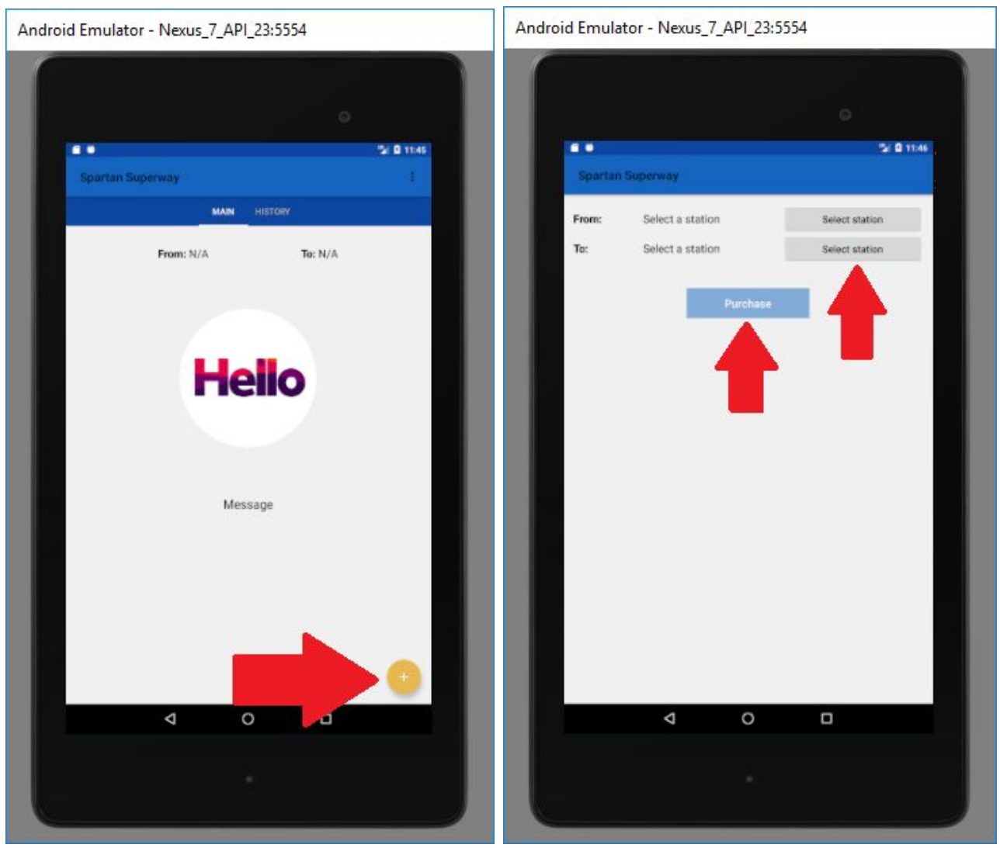 Android Emulator - Nexus_7_API_23:5554
11:45
Spartan Superway
MAIN HISTORY
From: N/A To: N/A
Hello
Message
+
Android Emulator - Nexus_7_API_23:5554
11:46
Spartan Superway
From: Select a station Select station
To: Select a station Select station
Purchase